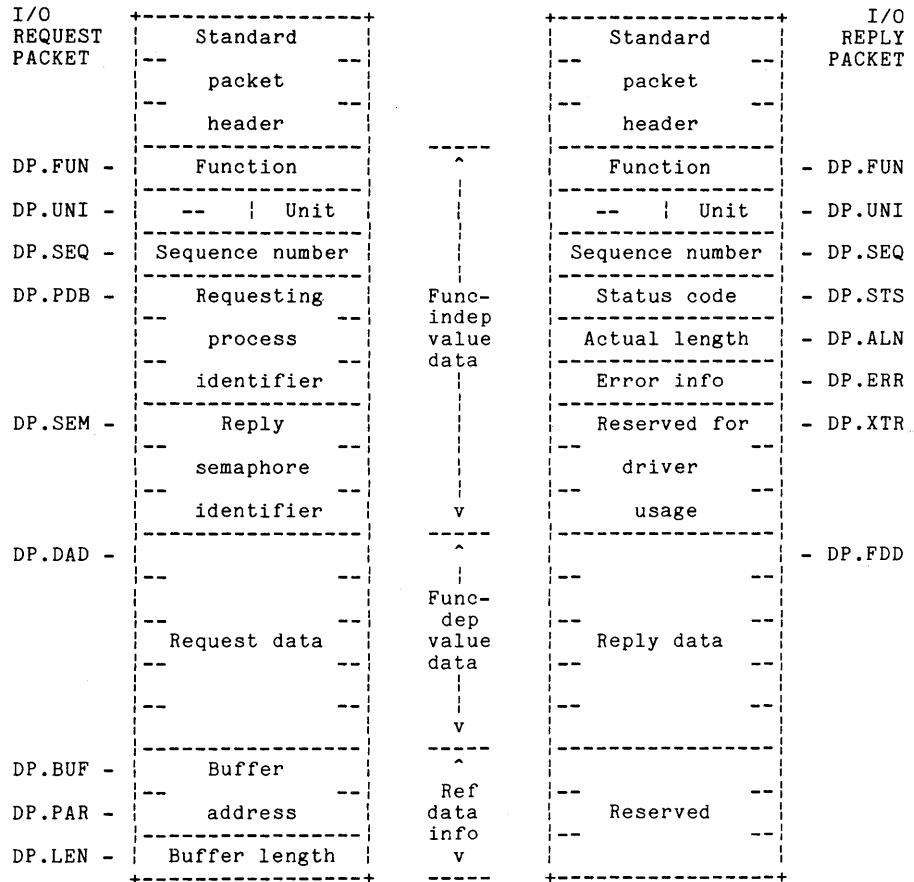 I/O +------------------+ +------------------+ I/O
REQUEST | Standard | | Standard | REPLY
PACKET |-- --| |-- --| PACKET
| packet | | packet |
|-- --| |-- --|
| header | | header |
|------------------| ----- |------------------|
DP.FUN - | Function | ^ | Function | - DP.FUN
|------------------| | |------------------|
DP.UNI - | -- | Unit | | | -- | Unit | - DP.UNI
|------------------| | |------------------|
DP.SEQ - | Sequence number | | | Sequence number | - DP.SEQ
|------------------| | |------------------|
DP.PDB - | Requesting | Func- | Status code | - DP.STS
|-- --| indep |------------------|
| process | value | Actual length | - DP.ALN
|-- --| data |------------------|
| identifier | | | Error info | - DP.ERR
|------------------| | |------------------|
DP.SEM - | Reply | | | Reserved for | - DP.XTR
|-- --| | |-- --|
| semaphore | | | driver |
|-- --| | |-- --|
| identifier | v | usage |
|------------------| ----- |------------------|
DP.DAD - | | ^ | | - DP.FDD
|-- --| | |-- --|
| | Func- | |
|-- --| dep |-- --|
| Request data | value | Reply data |
|-- --| data |-- --|
| | | | |
|-- --| | |-- --|
| | v | |
|------------------| ----- |------------------|
DP.BUF - | Buffer | ^ | |
|-- --| Ref |-- --|
DP.PAR - | address | data | Reserved |
|------------------| info |-- --|
DP.LEN - | Buffer length | v | |
+------------------+ ----- +------------------+